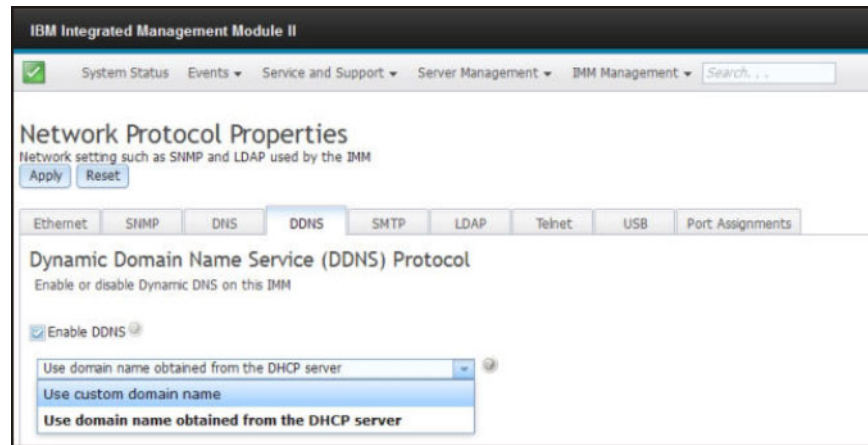 IBM Integrated Management Module II
System Status Events Service and Support Server Management IMM Management Search. . .
Network Protocol Properties
Network setting such as SNMP and LDAP used by the IMM
Apply Reset
Ethernet SNMP DNS DDNS SMTP LDAP Telnet USB Port Assignments
Dynamic Domain Name Service (DDNS) Protocol
Enable or disable Dynamic DNS on this IMM
Enable DDNS
Use domain name obtained from the DHCP server
Use custom domain name
Use domain name obtained from the DHCP server